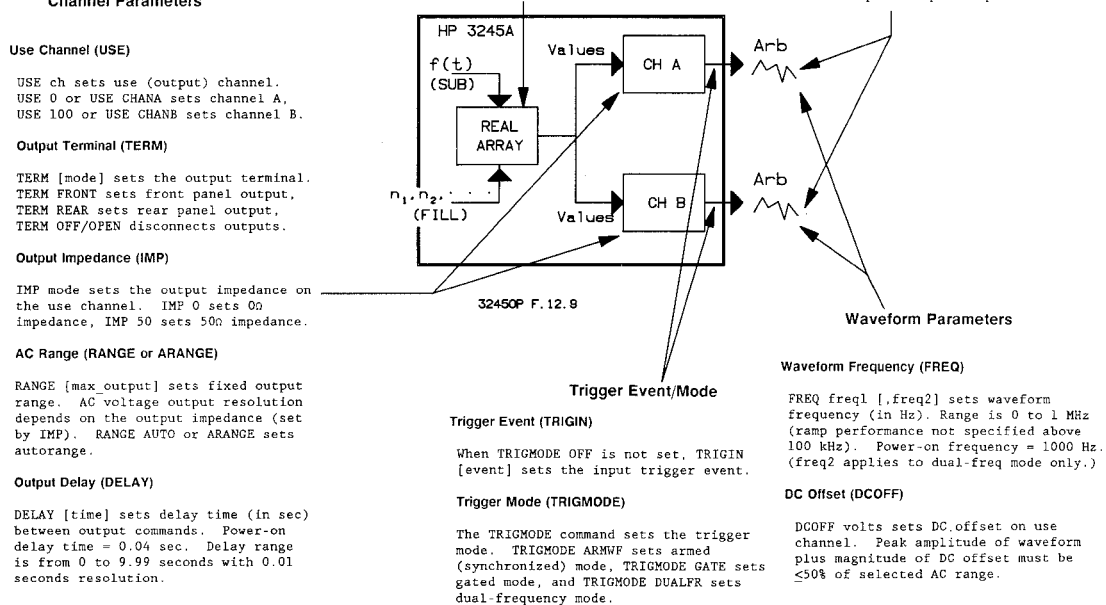 Channel Parameters
Use Channel (USE)
USE ch sets use (output) channel.
USE 0 or USE CHANA sets channel A,
USE 100 or USE CHANB sets channel B.
Output Terminal (TERM)
TERM [mode] sets the output terminal.
TERM FRONT sets front panel output,
TERM REAR sets rear panel output,
TERM OFF/OPEN disconnects outputs.
Output Impedance (IMP)
IMP mode sets the output impedance on
the use channel. IMP 0 sets 0Ω
impedance, IMP 50 sets 50Ω impedance.
AC Range (RANGE or ARANGE)
RANGE [max_output] sets fixed output
range. AC voltage output resolution
depends on the output impedance (set
by IMP). RANGE AUTO or ARANGE sets
autorange.
Output Delay (DELAY)
DELAY [time] sets delay time (in sec)
between output commands. Power-on
delay time = 0.04 sec. Delay range
is from 0 to 9.99 seconds with 0.01
seconds resolution.
HP 3245A
f(t)
(SUB)
REAL
ARRAY
n₁,n₂, · · ·
(FILL)
Values
CH A
Arb
Values
CH B
Arb
3245OP F.12.9
Trigger Event/Mode
Trigger Event (TRIGIN)
When TRIGMODE OFF is not set, TRIGIN
[event] sets the input trigger event.
Trigger Mode (TRIGMODE)
The TRIGMODE command sets the trigger
mode. TRIGMODE ARMWF sets armed
(synchronized) mode, TRIGMODE GATE sets
gated mode, and TRIGMODE DUALFR sets
dual-frequency mode.
Waveform Parameters
Waveform Frequency (FREQ)
FREQ freq1 [,freq2] sets waveform
frequency (in Hz). Range is 0 to 1 MHz
(ramp performance not specified above
100 kHz). Power-on frequency = 1000 Hz.
(freq2 applies to dual-freq mode only.)
DC Offset (DCOFF)
DCOFF volts sets DC offset on use
channel. Peak amplitude of waveform
plus magnitude of DC offset must be
≤50% of selected AC range.